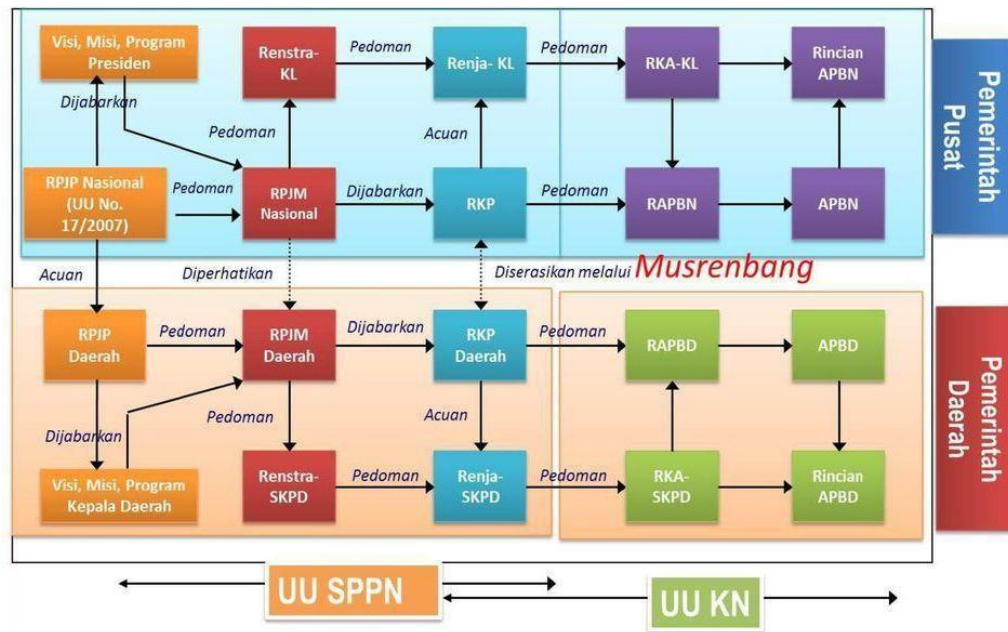 Visi, Misi, Program
Presiden
Renstra-
KL
Pedoman
Renja- KL
Pedoman
RKA-KL
Rincian
APBN
Dijabarkan
Pedoman
Acuan
RPJP Nasional
(UU No.
17/2007)
Pedoman
RPJM
Nasional
Dijabarkan
RKP
Pedoman
RAPBN
APBN
Pemerintah
Pusat
Acuan
Diperhatikan
Diserasikan melalui Musrenbang
RPJP
Daerah
Pedoman
RPJM
Daerah
Dijabarkan
RKP
Daerah
Pedoman
RAPBD
APBD
Dijabarkan
Pedoman
Acuan
Visi, Misi, Program
Kepala Daerah
Renstra-
SKPD
Pedoman
Renja-
SKPD
Pedoman
RKA-
SKPD
Rincian
APBD
Pemerintah
Daerah
UU SPPN
UU KN